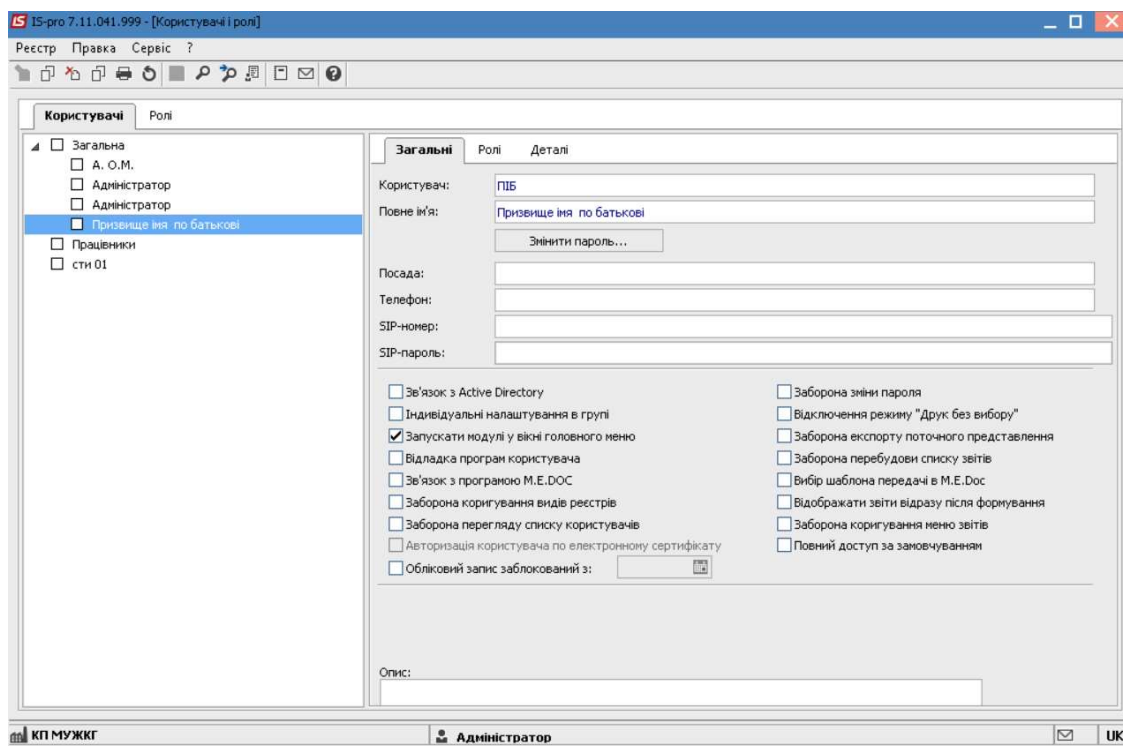 IS-pro 7.11.041.999 - [Користувачі і ролі]
Реєстр Правка Сервіс ?
Користувачі Ролі
Загальна
А. О.М.
Адміністратор
Адміністратор
Призвище імя по батькові
Працівники
сти 01
Загальні Ролі Деталі
Користувач: ПІБ
Повне ім'я: Призвище імя по батькові
Змінити пароль...
Посада:
Телефон:
SIP-номер:
SIP-пароль:
Зв'язок з Active Directory
Індивідуальні налаштування в групі
Запускати модулі у вікні головного меню
Відладка програм користувача
Зв'язок з програмою M.E.DOC
Заборона коригування видів реєстрів
Заборона перегляду списку користувачів
Авторизація користувача по електронному сертифікату
Обліковий запис заблокований з:
Заборона зміни пароля
Відключення режиму "Друк без вибору"
Заборона експорту поточного представлення
Заборона перебудови списку звітів
Вибір шаблона передачі в M.E.Doc
Відображати звіти відразу після формування
Заборона коригування меню звітів
Повний доступ за замовчуванням
Опис:
КП МУЖКГ Адміністратор UK